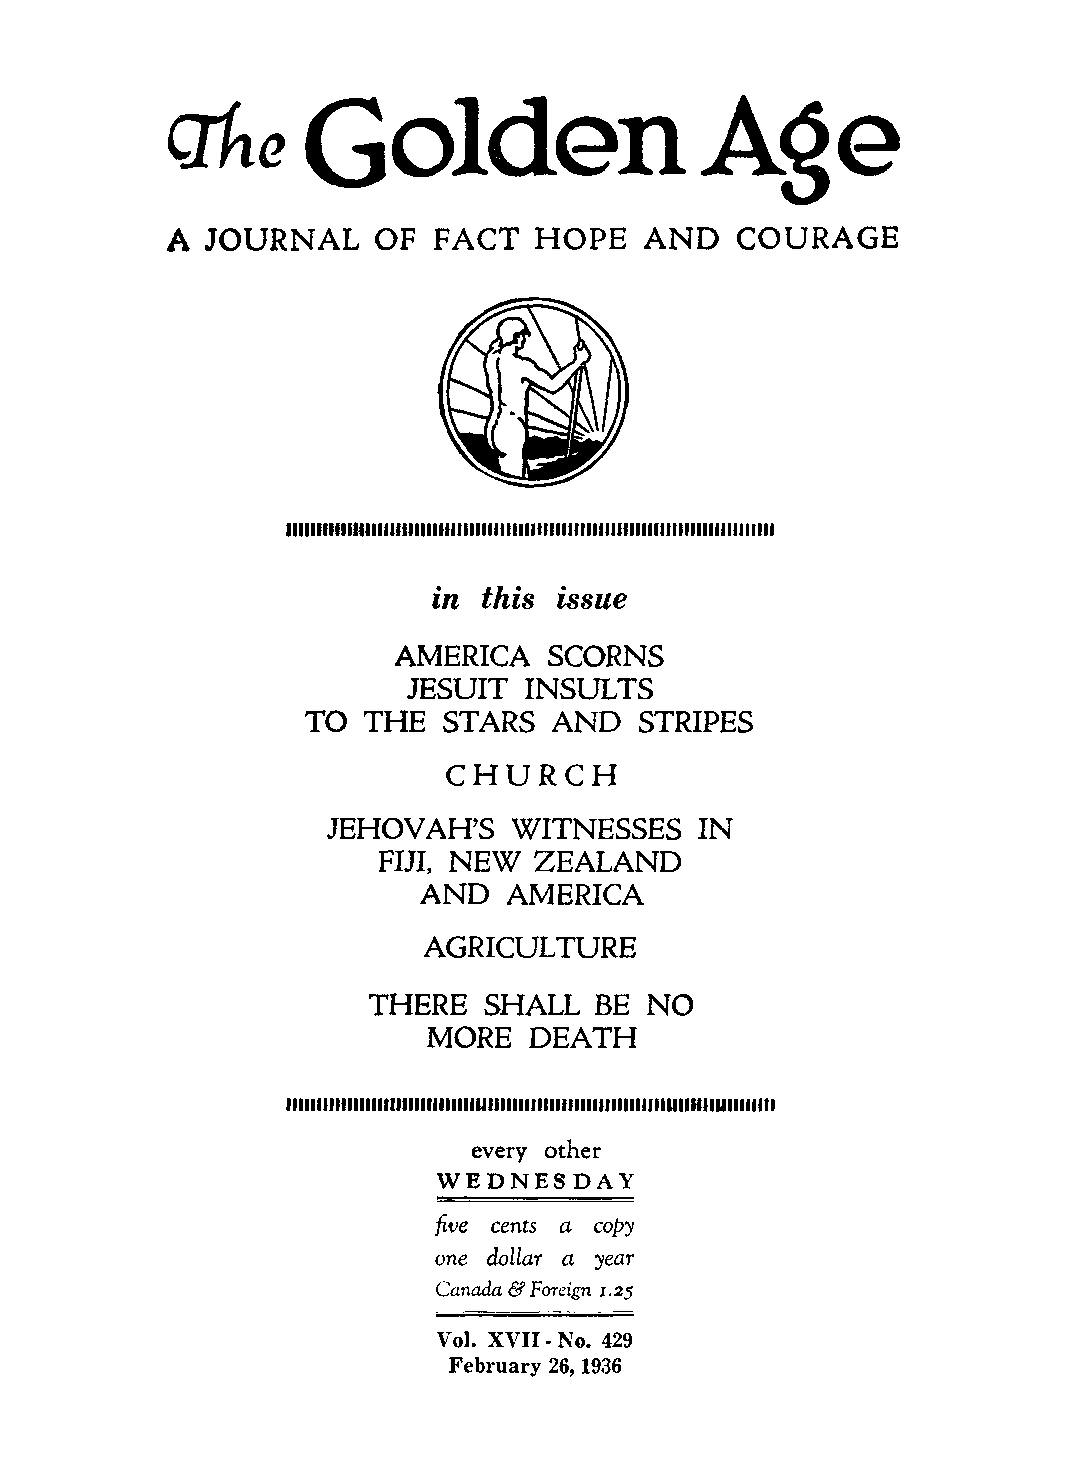 The Golden Age
A JOURNAL OF FACT HOPE AND COURAGE
in this issue
AMERICA SCORNS
JESUIT INSULTS
TO THE STARS AND STRIPES
CHURCH
JEHOVAH'S WITNESSES IN
FIJI, NEW ZEALAND
AND AMERICA
AGRICULTURE
THERE SHALL BE NO
MORE DEATH
every other
WEDNESDAY
five cents a copy
one dollar a year
Canada & Foreign 1.25
Vol. XVII - No. 429
February 26, 1936